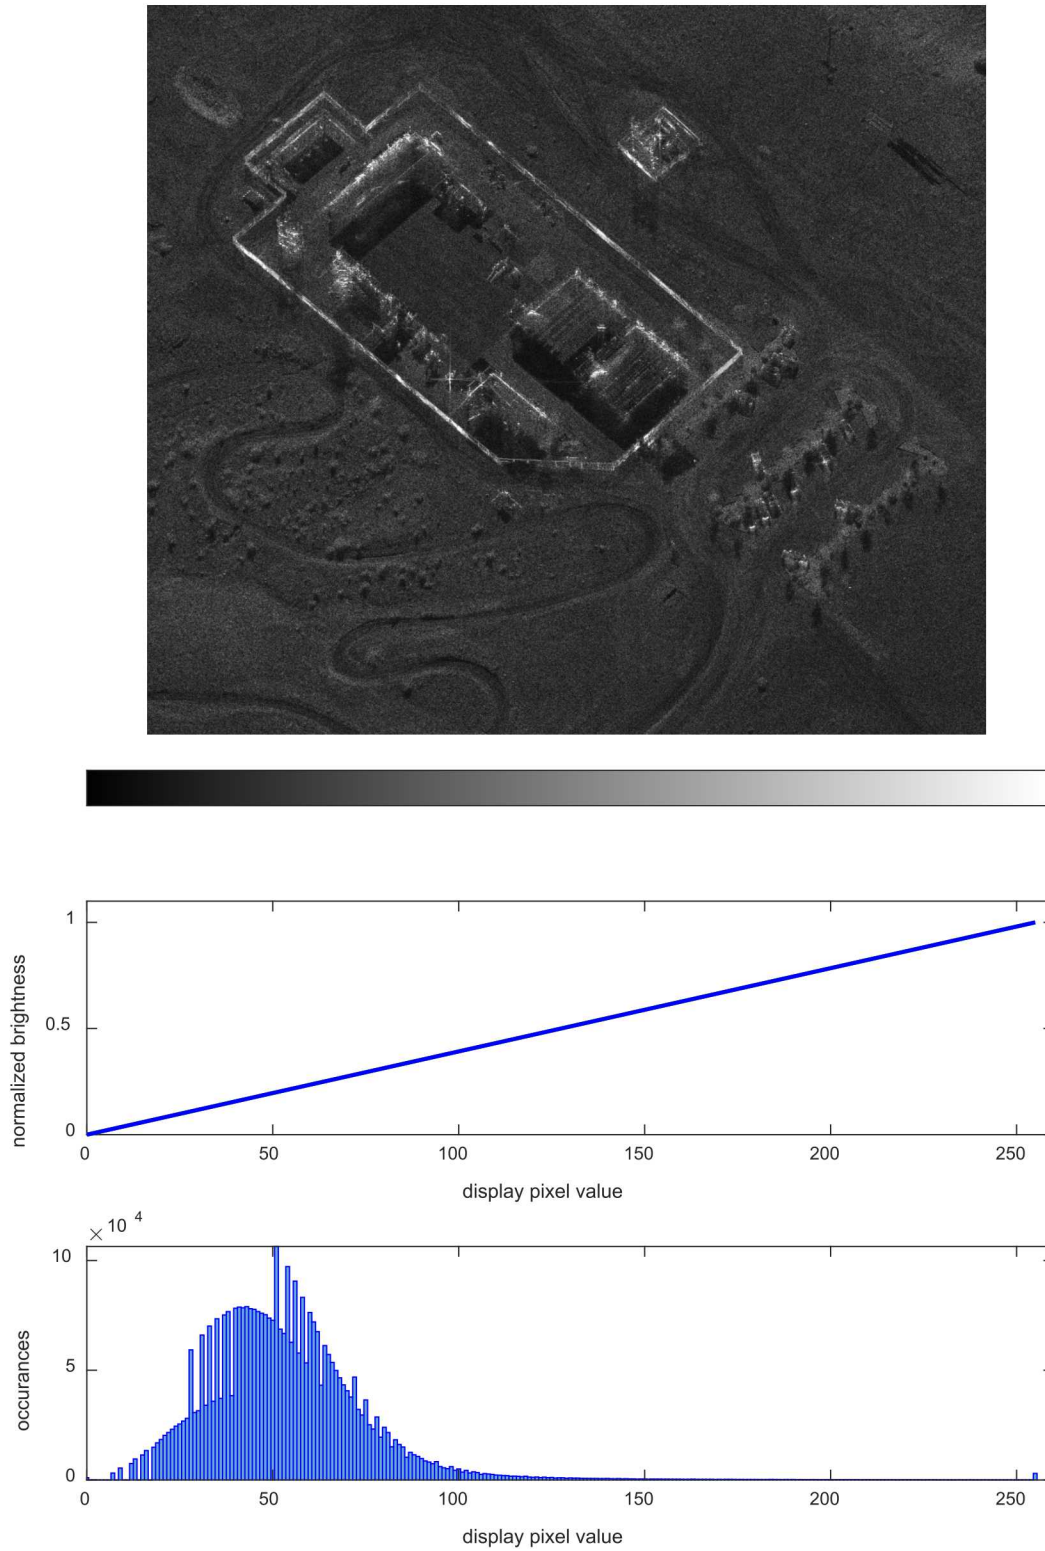 1
0.5
0
normalized brightness
0 50 100 150 200 250
display pixel value
× 10 4
10
5
0
occurances
0 50 100 150 200 250
display pixel value